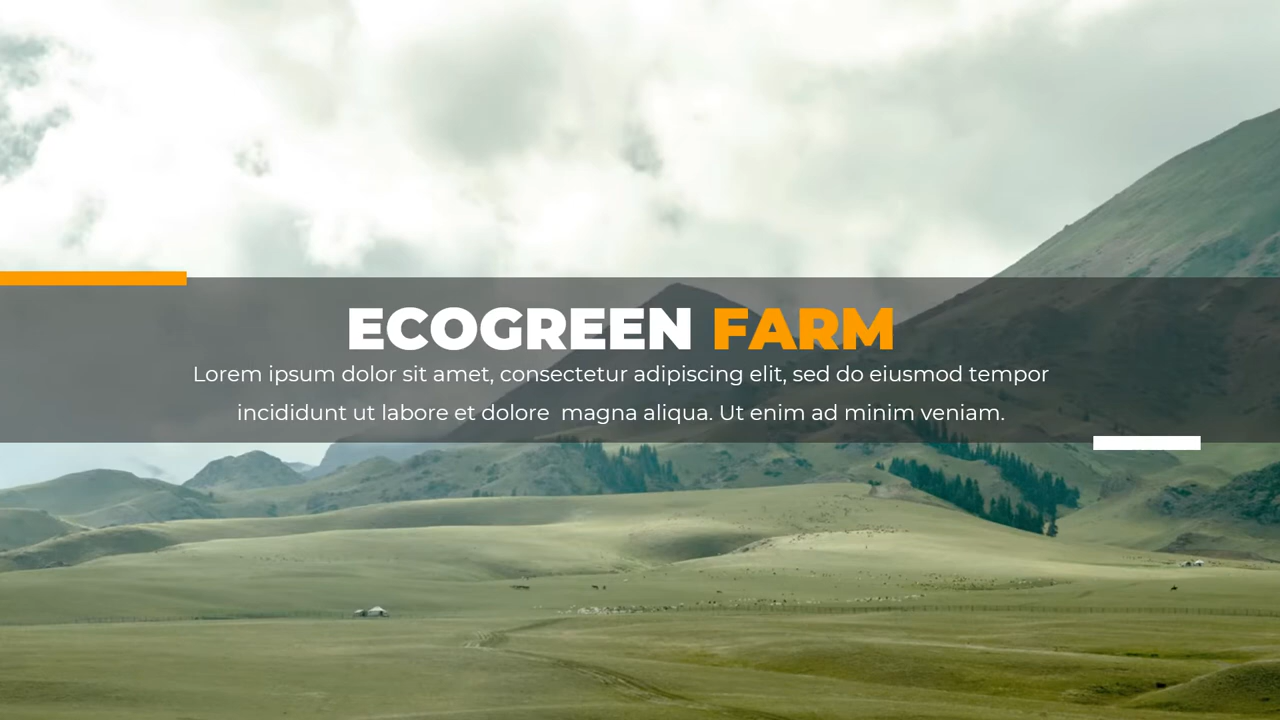 ECOGREEN FARM
Lorem ipsum dolor sit amet, consectetur adipiscing elit, sed do eiusmod tempor
incididunt ut labore et dolore  magna aliqua. Ut enim ad minim veniam.